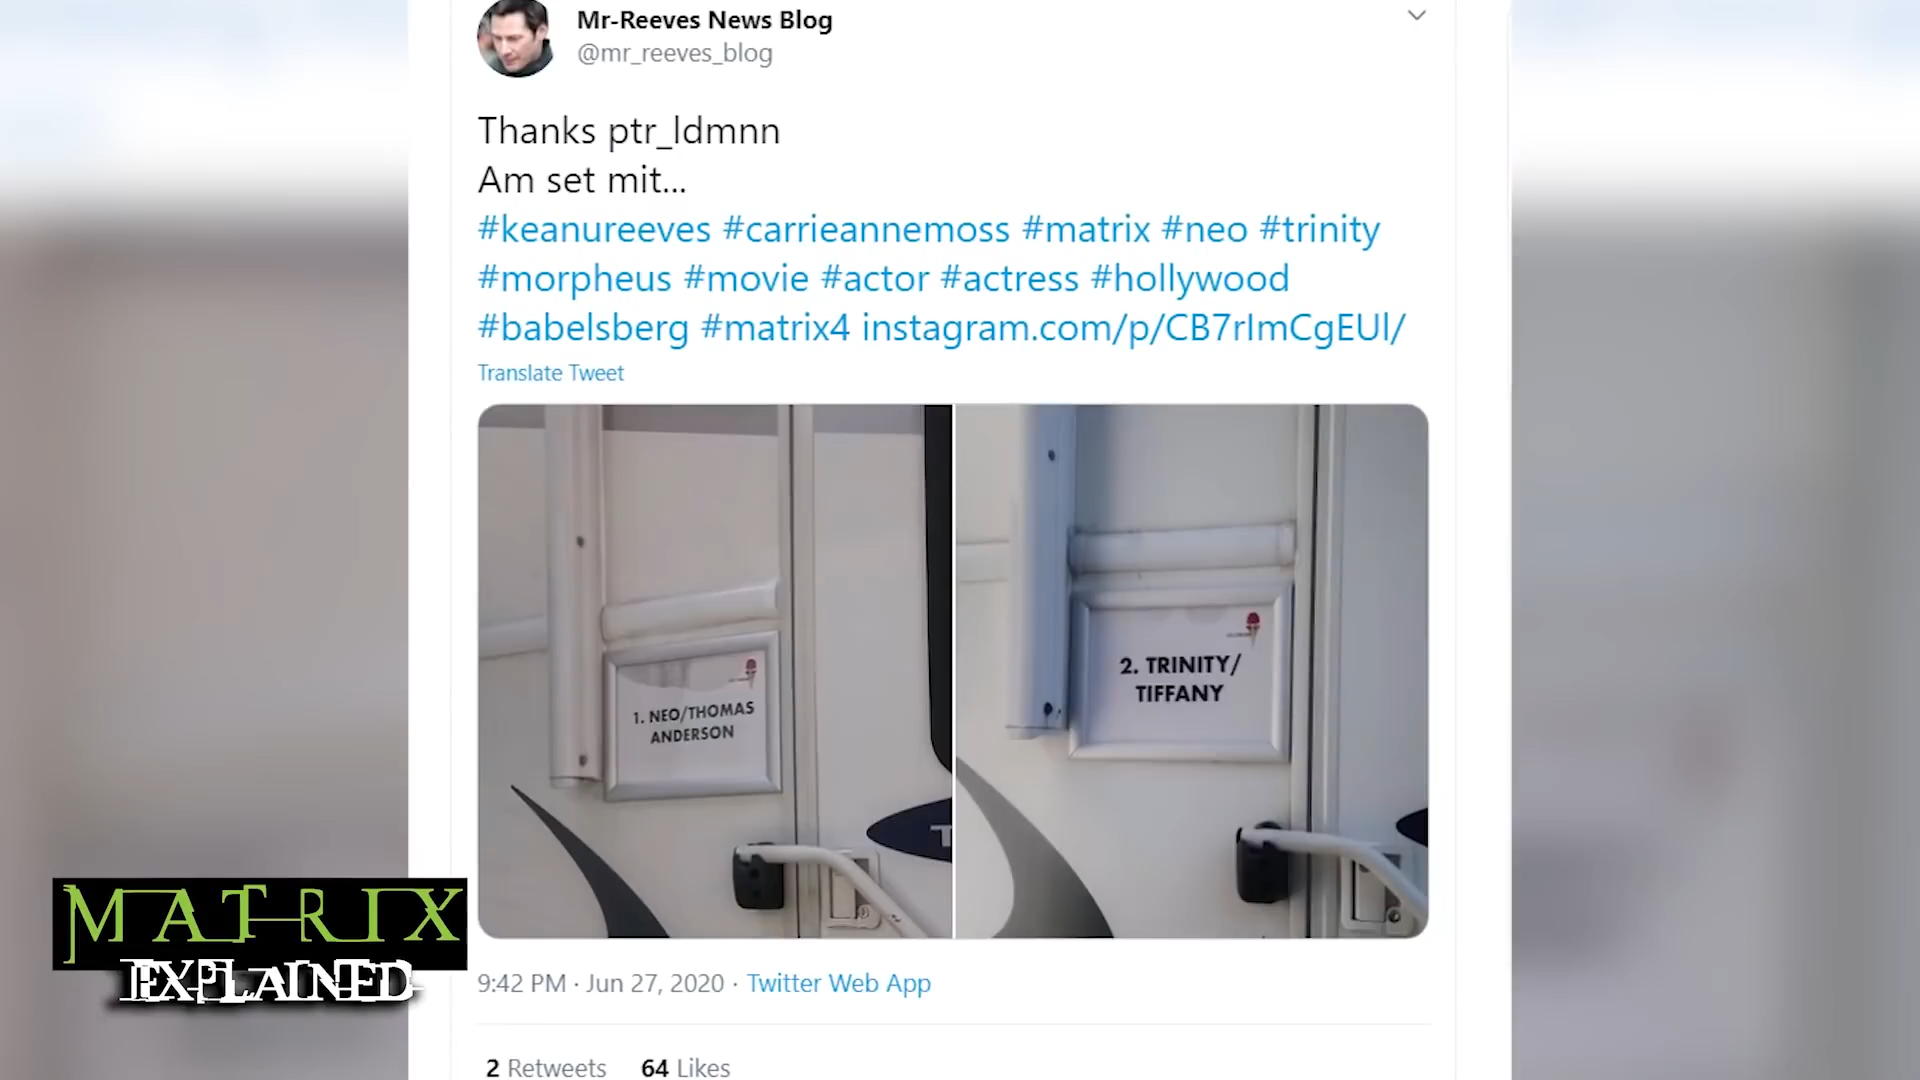 Mr-Reeves News Blog
@mr_reeves_blog
Thanks ptr_ldmnn
Am set mit...
#keanureeves #carrieannemoss #matrix #neo #trinity
#morpheus #movie #actor #actress #hollywood
#babelsberg #matrix4 instagram.com/p/CB7rImCgEUl/
Translate Tweet
1. NEO/THOMAS
ANDERSON
T
2. TRINITY/
TIFFANY
MATRIX
EXPLAINED
9:42 PM · Jun 27, 2020 · Twitter Web App
2 Retweets 64 Likes